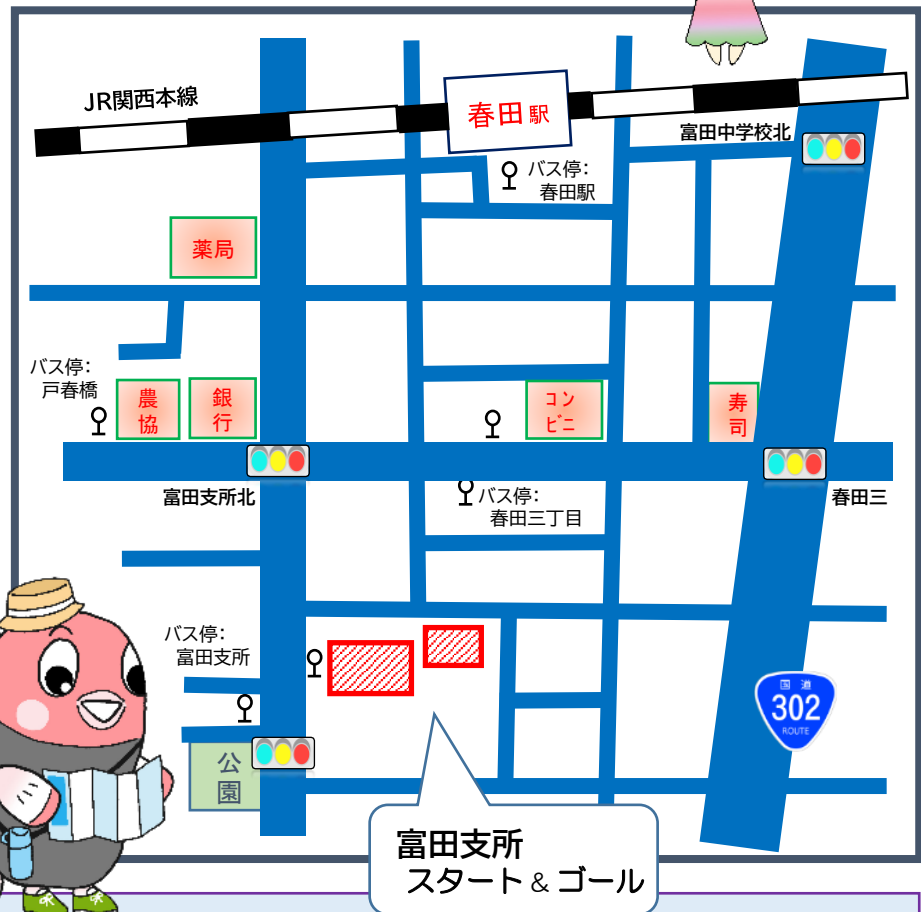 JR関西本線
春田駅
富田中学校北
バス停:
春田駅
薬局
バス停:
戸春橋
農
協
銀
行
コン
ビニ
寿
司
富田支所北
バス停:
春田三丁目
春田三
バス停:
富田支所
国道
302
ROUTE
公
園
富田支所
スタート & ゴール